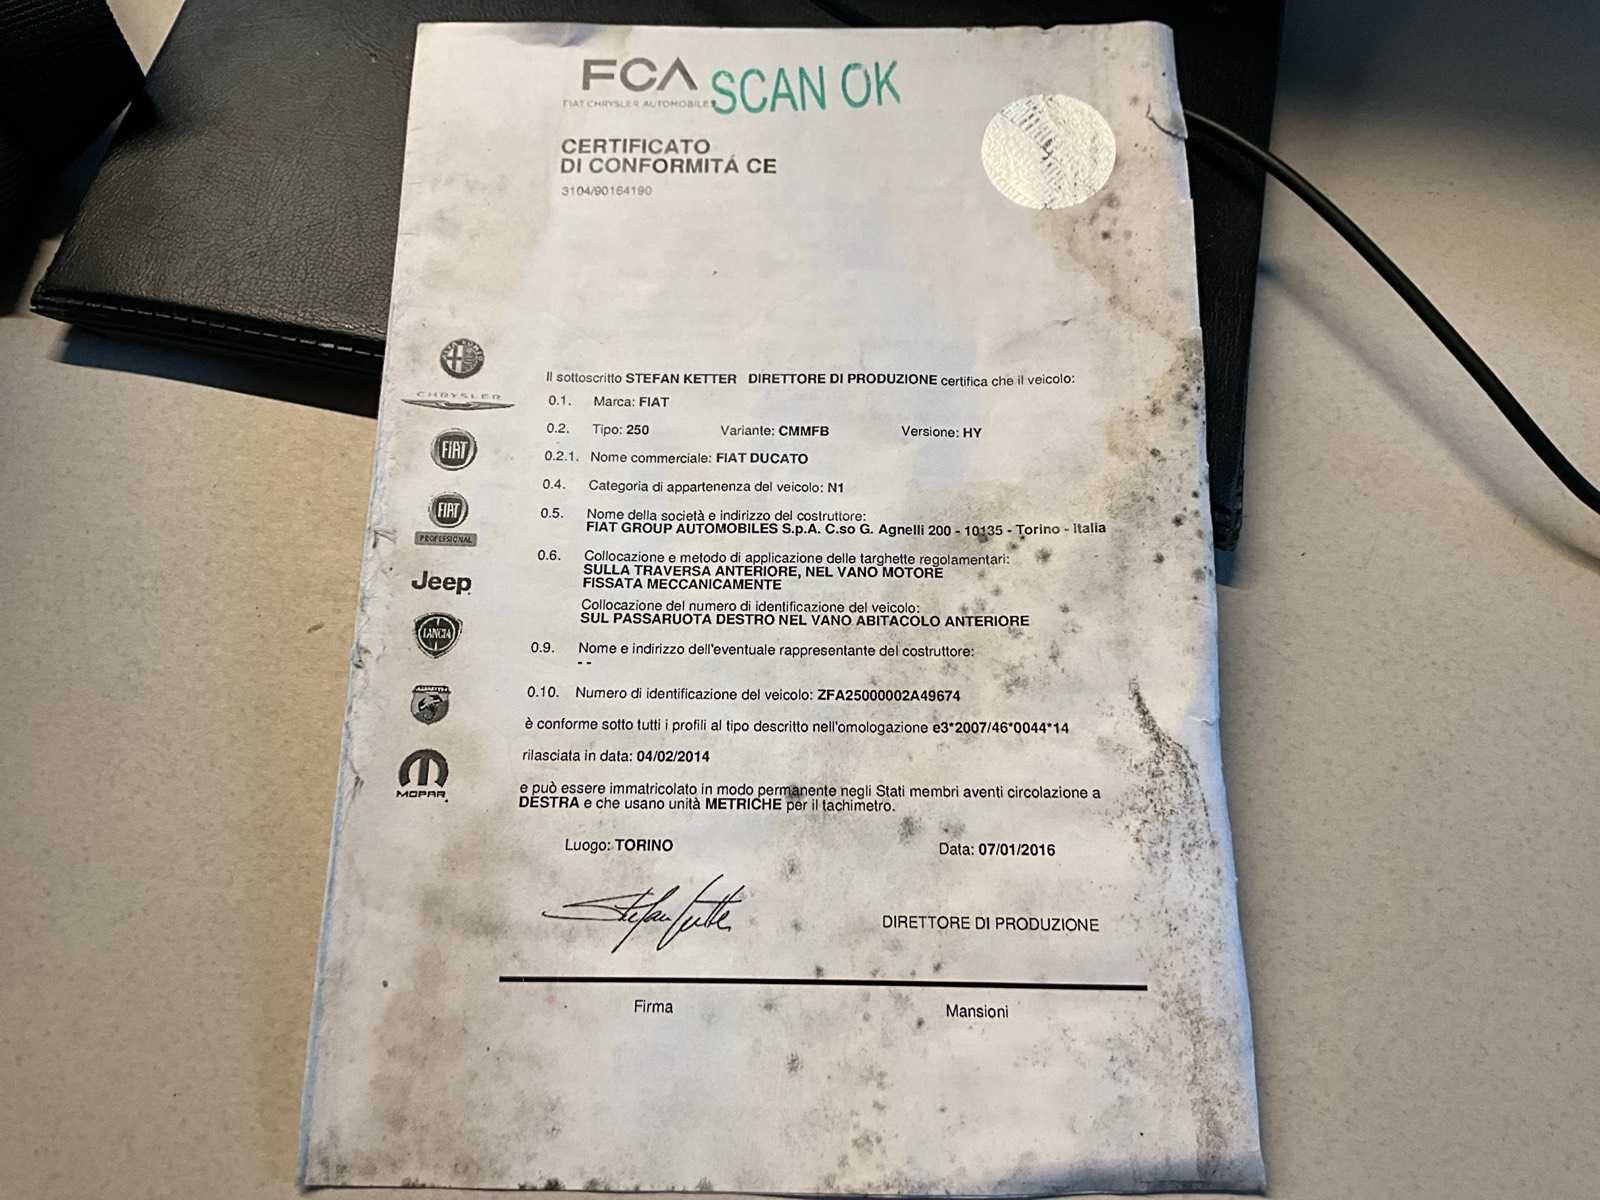 FCA
SCAN OK
FIAT CHRYSLER AUTOMOBILES
CERTIFICATO
DI CONFORMITÁ CE
3104/90164190
Il sottoscritto STEFAN KETTER DIRETTORE DI PRODUZIONE certifica che il veicolo:
CHRYSLER
0.1. Marca: FIAT
0.2. Tipo: 250 Variante: CMMFB Versione: HY
FIAT
0.2.1. Nome commerciale: FIAT DUCATO
0.4. Categoria di appartenenza del veicolo: N1
FIAT
PROFESSIONAL
0.5. Nome della società e indirizzo del costruttore:
FIAT GROUP AUTOMOBILES S.p.A. C.so G. Agnelli 200 - 10135 - Torino - Italia
0.6. Collocazione e metodo di applicazione delle targhette regolamentari:
SULLA TRAVERSA ANTERIORE, NEL VANO MOTORE
FISSATA MECCANICAMENTE
Jeep
Collocazione del numero di identificazione del veicolo:
SUL PASSARUOTA DESTRO NEL VANO ABITACOLO ANTERIORE
LANCIA
0.9. Nome e indirizzo dell'eventuale rappresentante del costruttore:
- -
0.10. Numero di identificazione del veicolo: ZFA25000002A49674
ABARTH
è conforme sotto tutti i profili al tipo descritto nell'omologazione e3*2007/46*0044*14
rilasciata in data: 04/02/2014
MOPAR
e può essere immatricolato in modo permanente negli Stati membri aventi circolazione a
DESTRA e che usano unità METRICHE per il tachimetro.
Luogo: TORINO Data: 07/01/2016
Stefan Ketter
DIRETTORE DI PRODUZIONE
Firma Mansioni